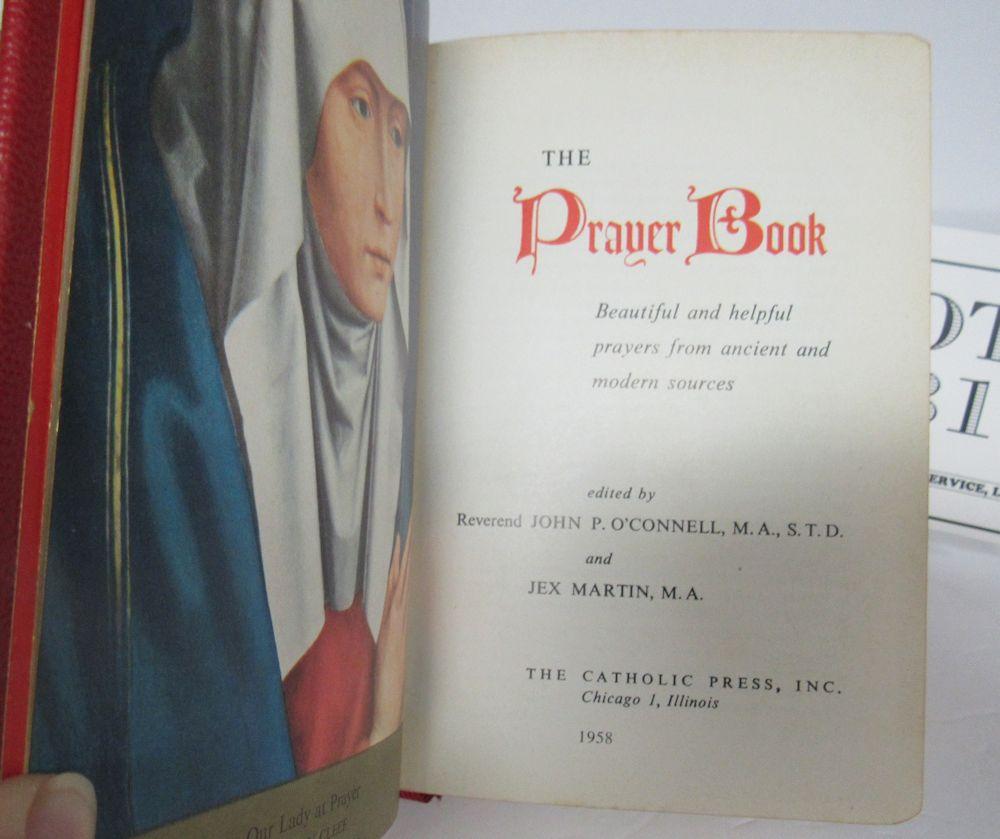 Our Lady at Prayer
CLEEF
THE
Prayer Book
Beautiful and helpful
prayers from ancient and
modern sources
edited by
Reverend JOHN P. O'CONNELL, M.A., S.T.D.
and
JEX MARTIN, M.A.
THE CATHOLIC PRESS, INC.
Chicago 1, Illinois
1958